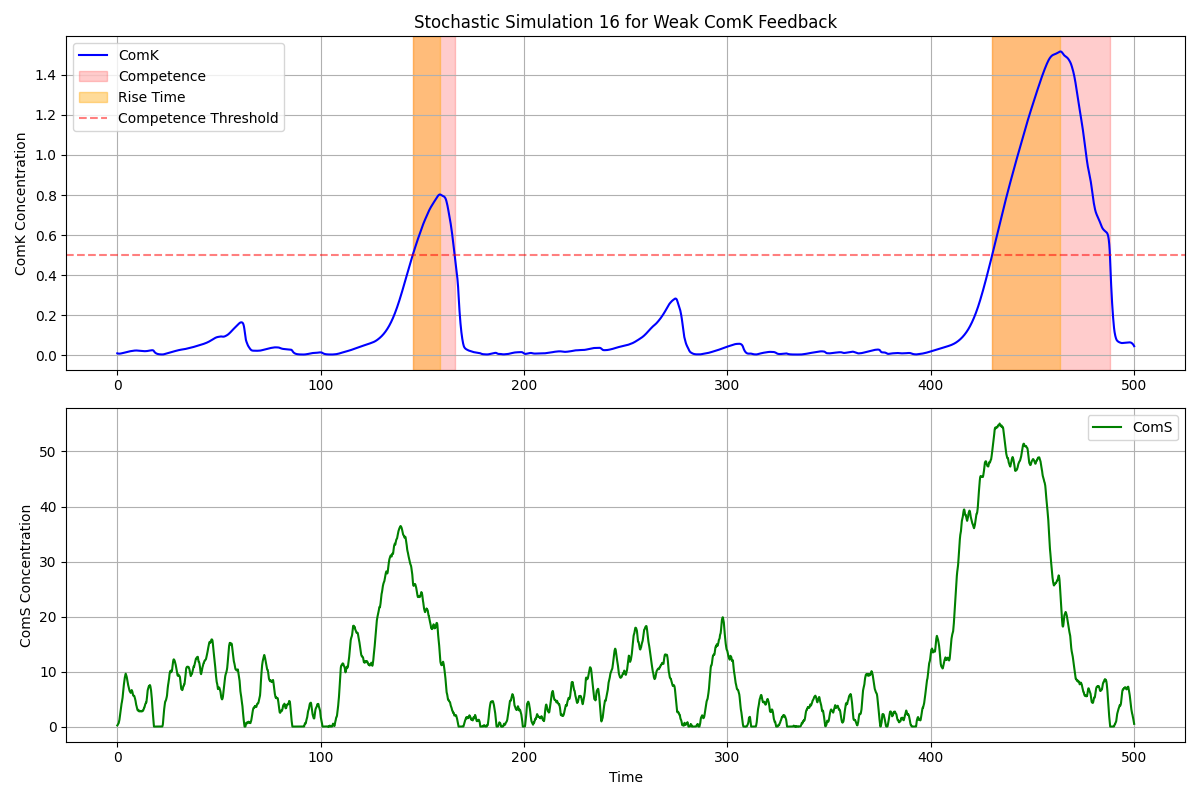 Stochastic Simulation 16 for Weak ComK Feedback
ComK
Competence
Rise Time
Competence Threshold
ComK Concentration
1.4
1.2
1.0
0.8
0.6
0.4
0.2
0.0
0 100 200 300 400 500
ComS
ComS Concentration
50
40
30
20
10
0
0 100 200 300 400 500
Time